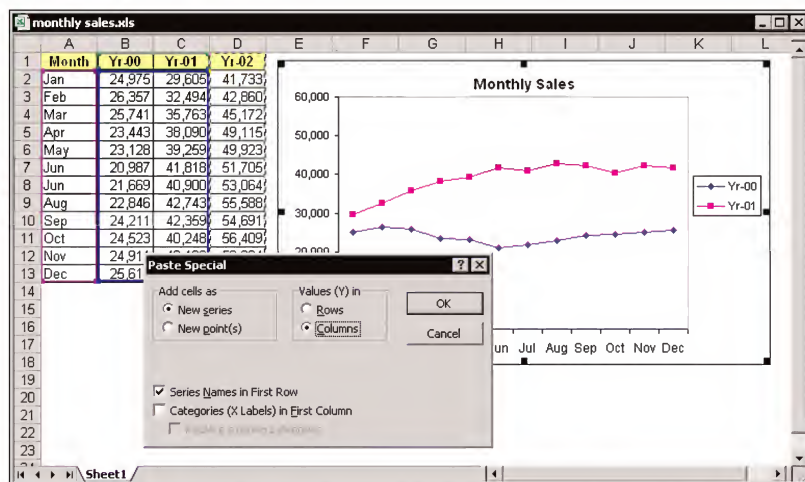 monthly sales.xls
A B C D E F G H I J K L
1 Month Yr-00 Yr-01 Yr-02
2 Jan 24,975 29,605 41,733
3 Feb 26,357 32,494 42,860
4 Mar 25,741 35,763 45,172
5 Apr 23,443 38,090 49,115
6 May 23,128 39,259 49,923
7 Jun 20,987 41,818 51,705
8 Jun 21,669 40,900 53,064
9 Aug 22,846 42,743 55,588
10 Sep 24,211 42,359 54,691
11 Oct 24,523 40,248 56,409
12 Nov 24,91
13 Dec 25,61
14
15
16
17
18
19
20
21
22
23
Monthly Sales
60,000
50,000
40,000
30,000
20,000
Yr-00
Yr-01
un Jul Aug Sep Oct Nov Dec
Paste Special
Add cells as
New series
New point(s)
Values (Y) in
Rows
Columns
OK
Cancel
Series Names in First Row
Categories (X Labels) in First Column
Sheet1